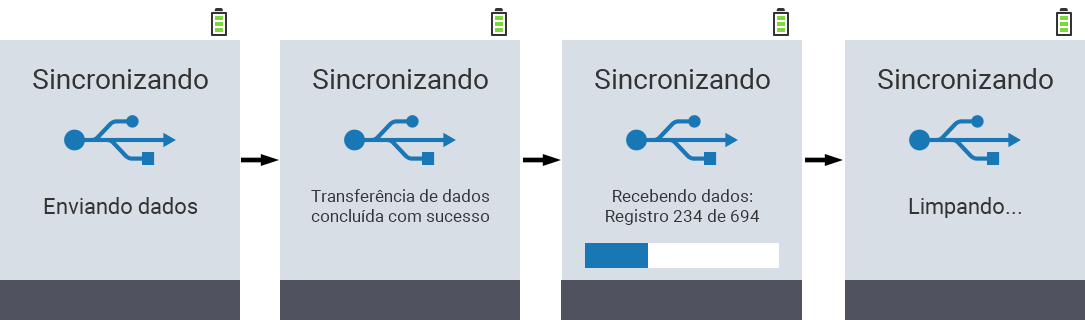 Sincronizando
Enviando dados
Sincronizando
Transferência de dados
concluída com sucesso
Sincronizando
Recebendo dados:
Registro 234 de 694
Sincronizando
Limpando...